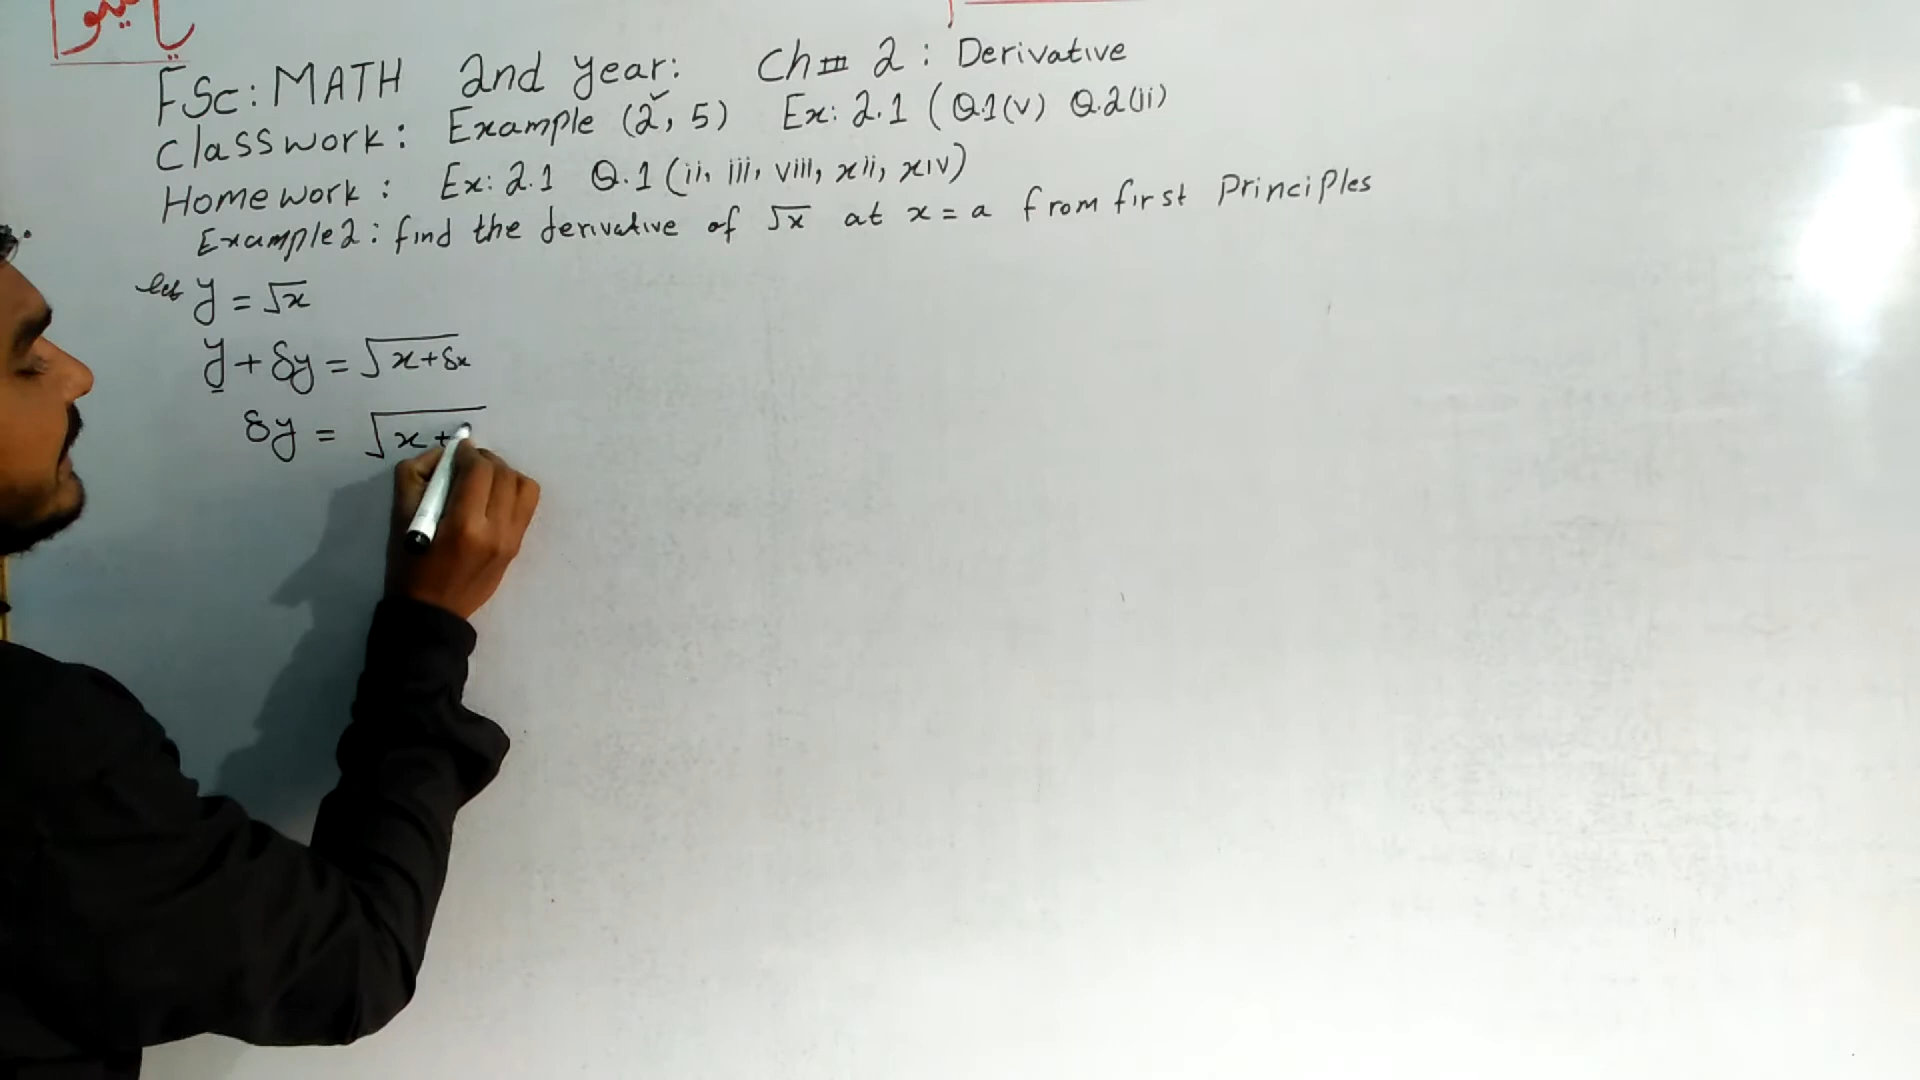 FSc: MATH 2nd year: Ch 2: Derivative
Classwork: Example (2, 5) Ex: 2.1 (Q.1(v) Q.2(ii)
Homework: Ex: 2.1 Q.1 (ii, iii, viii, xii, xiv)
Example 2: find the derivative of √x at x = a from first Principles
let y = √x
y + δy = √(x+δx)
δy = √(x+